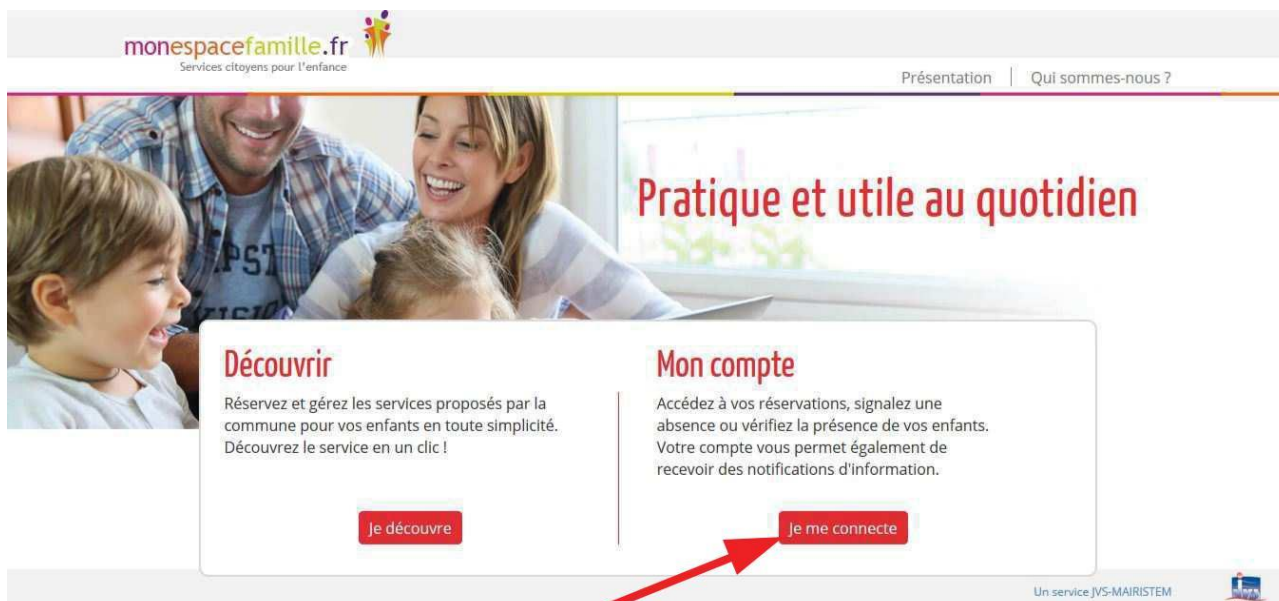 monespacefamille.fr
Services citoyens pour l'enfance
Présentation | Qui sommes-nous ?
Pratique et utile au quotidien
Découvrir
Réservez et gérez les services proposés par la
commune pour vos enfants en toute simplicité.
Découvrez le service en un clic !
Je découvre
Mon compte
Accédez à vos réservations, signalez une
absence ou vérifiez la présence de vos enfants.
Votre compte vous permet également de
recevoir des notifications d'information.
Je me connecte
Un service JVS-MAIRISTEM